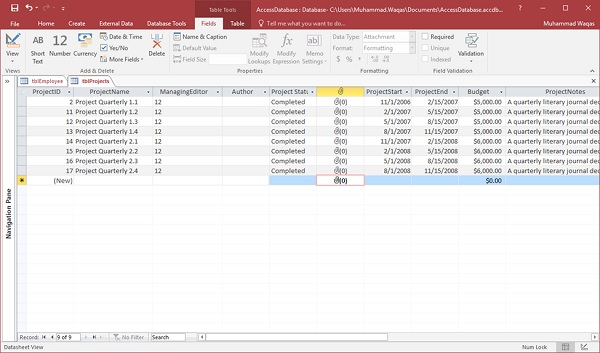 Table Tools
AccessDatabase : Database- C:\Users\Muhammad.Waqas\Documents\AccessDatabase.accdb...
Muhammad Waqas
File Home Create External Data Database Tools Fields Table Tell me what you want to do
View
Views
AB Short Text
12 Number
Currency
Date & Time
Yes/No
More Fields
Add & Delete
Delete
Name & Caption
Default Value
Field Size
Modify Lookups
Modify Expression
Memo Settings
Properties
Data Type: Attachment
Format: Formatting
$ % , .0 .00
Formatting
Required
Unique
Indexed
Validation
Field Validation
tblEmployee tblProjects
ProjectID ProjectName ManagingEditor Author Project Statu ProjectStart ProjectEnd Budget ProjectNotes
2 Project Quarterly 1.1 12 Completed (0) 11/1/2006 2/15/2007 $5,000.00 A quarterly literary journal dec
11 Project Quarterly 1.2 12 Completed (0) 2/1/2007 5/15/2007 $5,000.00 A quarterly literary journal dec
12 Project Quarterly 1.3 12 Completed (0) 5/1/2007 8/15/2007 $5,000.00 A quarterly literary journal dec
13 Project Quarterly 1.4 12 Completed (0) 8/1/2007 11/15/2007 $5,000.00 A quarterly literary journal dec
14 Project Quarterly 2.1 12 Completed (0) 11/1/2007 2/15/2008 $6,000.00 A quarterly literary journal dec
15 Project Quarterly 2.2 12 Completed (0) 2/1/2008 5/15/2008 $6,000.00 A quarterly literary journal dec
16 Project Quarterly 2.3 12 Completed (0) 5/1/2008 8/15/2008 $6,000.00 A quarterly literary journal dec
17 Project Quarterly 2.4 12 Completed (0) 8/1/2008 11/15/2008 $6,000.00 A quarterly literary journal dec
(New) (0) $0.00
Navigation Pane
Record: 9 of 9 No Filter Search
Datasheet View Num Lock